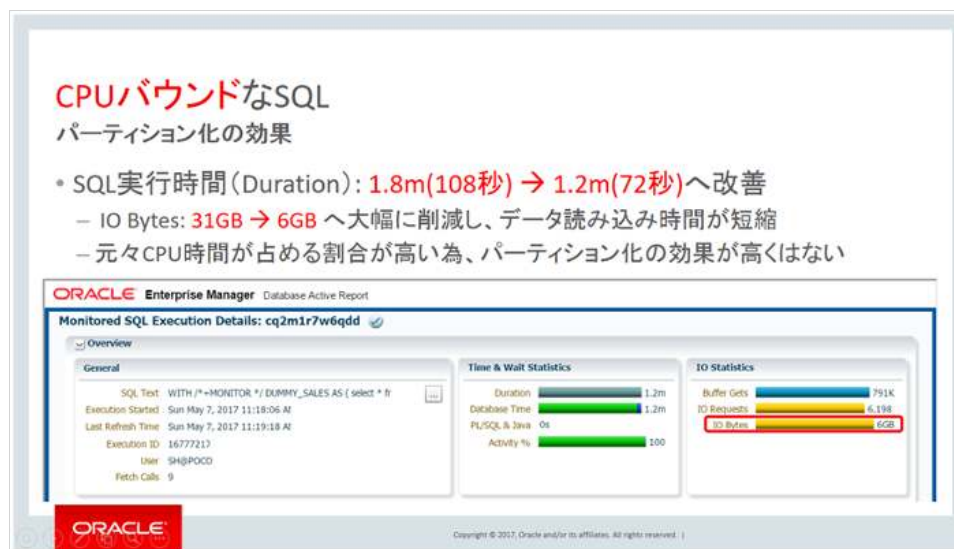 CPUバウンドなSQL
パーティション化の効果
• SQL実行時間（Duration）: 1.8m(108秒) → 1.2m(72秒)へ改善
– IO Bytes: 31GB → 6GB へ大幅に削減し、データ読み込み時間が短縮
– 元々CPU時間が占める割合が高い為、パーティション化の効果が高くはない
ORACLE Enterprise Manager Database Active Report
Monitored SQL Execution Details: cq2m1r7w6qdd
Overview
General
SQL Text WITH /*+MONITOR */ DUMMY_SALES AS ( select * fr ...
Execution Started Sun May 7, 2017 11:18:06 AM
Last Refresh Time Sun May 7, 2017 11:19:18 AM
Execution ID 16777217
User SH@POCO
Fetch Calls 9
Time & Wait Statistics
Duration 1.2m
Database Time 1.2m
PL/SQL & Java 0s
Activity % 100
IO Statistics
Buffer Gets 791K
IO Requests 6,198
IO Bytes 6GB
ORACLE
Copyright © 2017, Oracle and/or its affiliates. All rights reserved. |